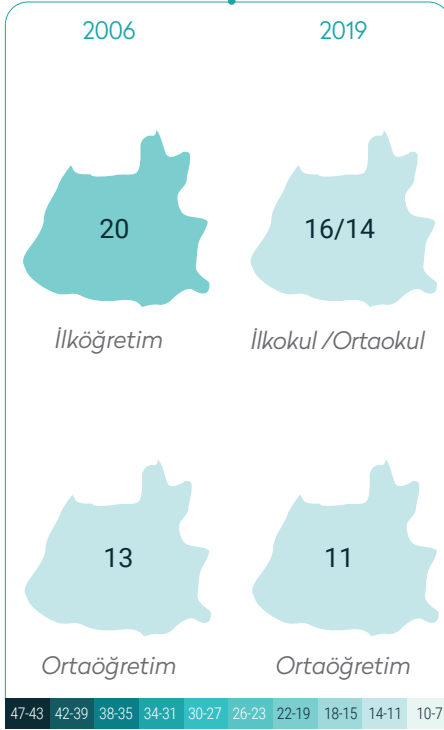 2006 2019
20 16/14
İlköğretim İlkokul /Ortaokul
13 11
Ortaöğretim Ortaöğretim
47-43 42-39 38-35 34-31 30-27 26-23 22-19 18-15 14-11 10-7